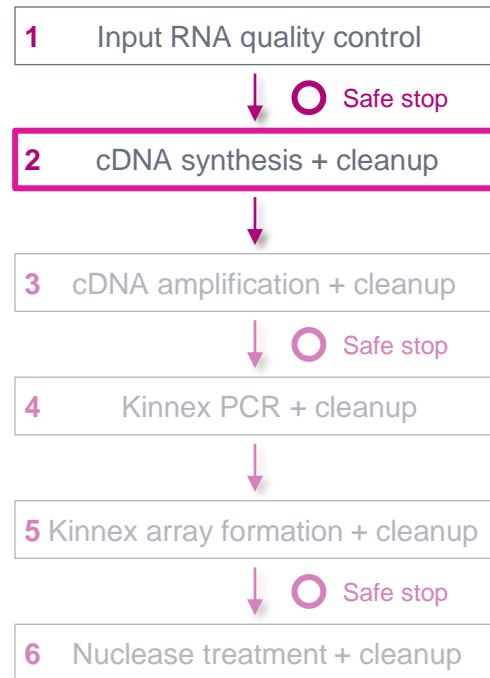 1 Input RNA quality control
Safe stop
2 cDNA synthesis + cleanup
3 cDNA amplification + cleanup
Safe stop
4 Kinnex PCR + cleanup
5 Kinnex array formation + cleanup
Safe stop
6 Nuclease treatment + cleanup